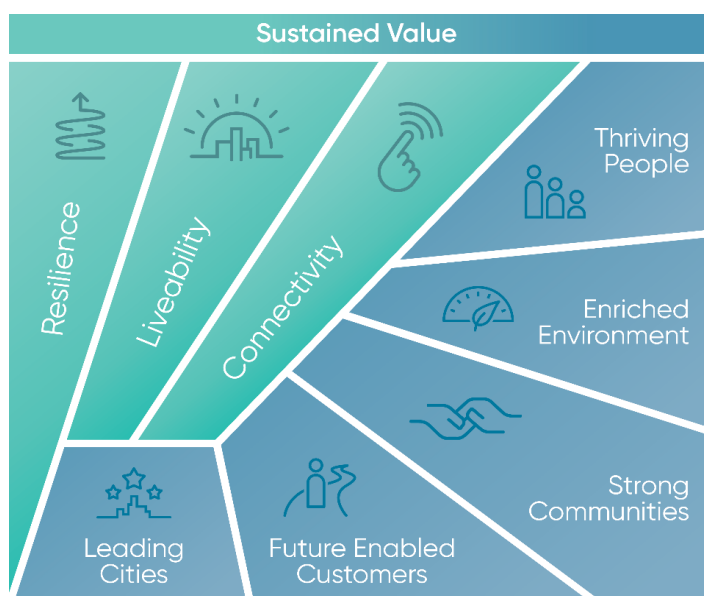 Sustained Value
Resilience
Liveability
Connectivity
Thriving
People
Enriched
Environment
Strong
Communities
Future Enabled
Customers
Leading
Cities